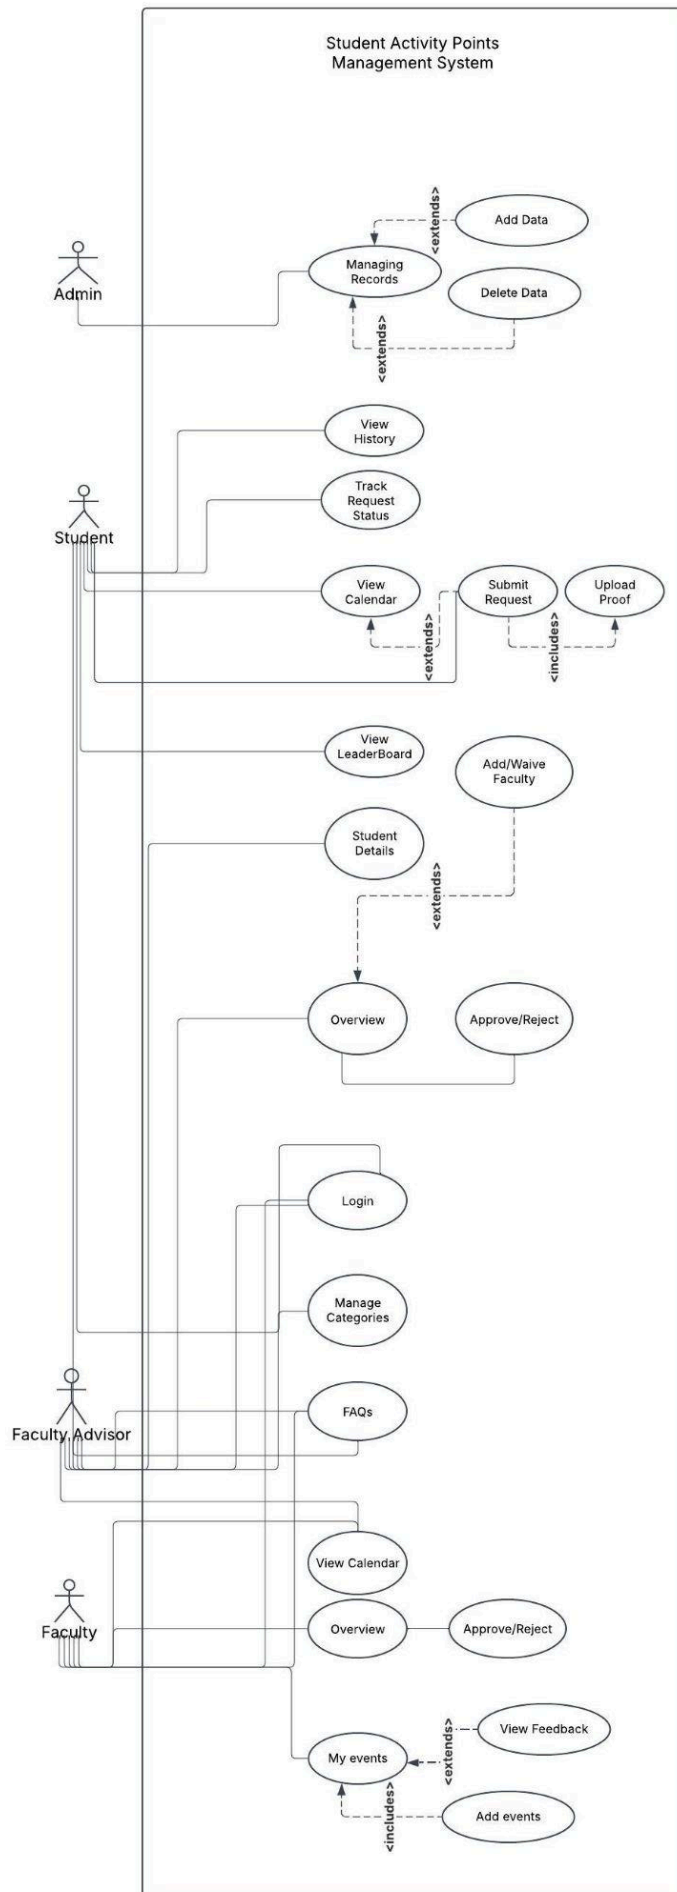 Student Activity Points
Management System
<extends>
Add Data
Managing
Records
Admin
Delete Data
<extends>
View
History
Track
Request
Status
Student
View
Calendar
Submit
Request
Upload
Proof
<extends>
<includes>
View
LeaderBoard
Add/Waive
Faculty
Student
Details
<extends>
Overview
Approve/Reject
Login
Manage
Categories
FAQs
Faculty Advisor
View Calendar
Faculty
Overview
Approve/Reject
View Feedback
<extends>
My events
<includes>
Add events